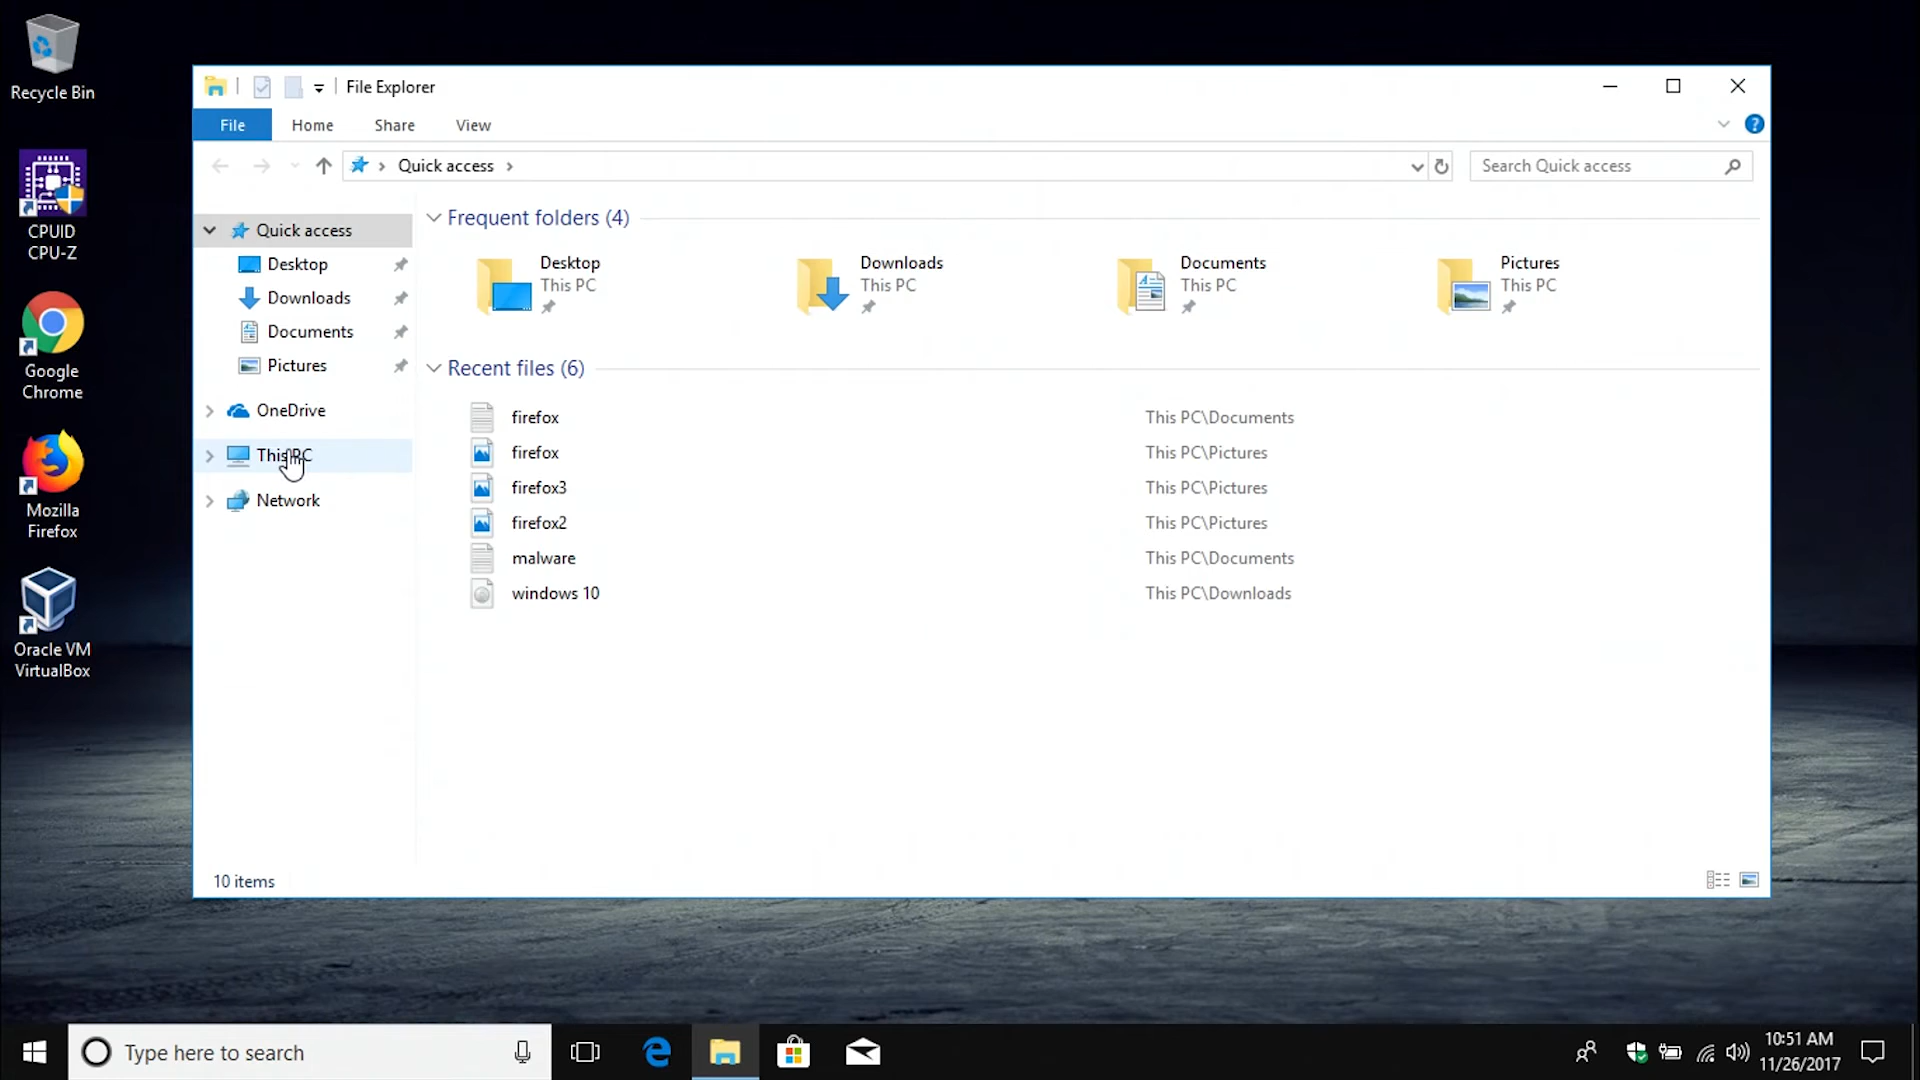 Recycle Bin
CPUID
CPU-Z
Google
Chrome
Mozilla
Firefox
Oracle VM
VirtualBox
File Explorer
File Home Share View
Quick access
Search Quick access
Quick access
Desktop
Downloads
Documents
Pictures
OneDrive
This PC
Network
Frequent folders (4)
Desktop
This PC
Downloads
This PC
Documents
This PC
Pictures
This PC
Recent files (6)
firefox This PC\Documents
firefox This PC\Pictures
firefox3 This PC\Pictures
firefox2 This PC\Pictures
malware This PC\Documents
windows 10 This PC\Downloads
10 items
Type here to search
10:51 AM
11/26/2017